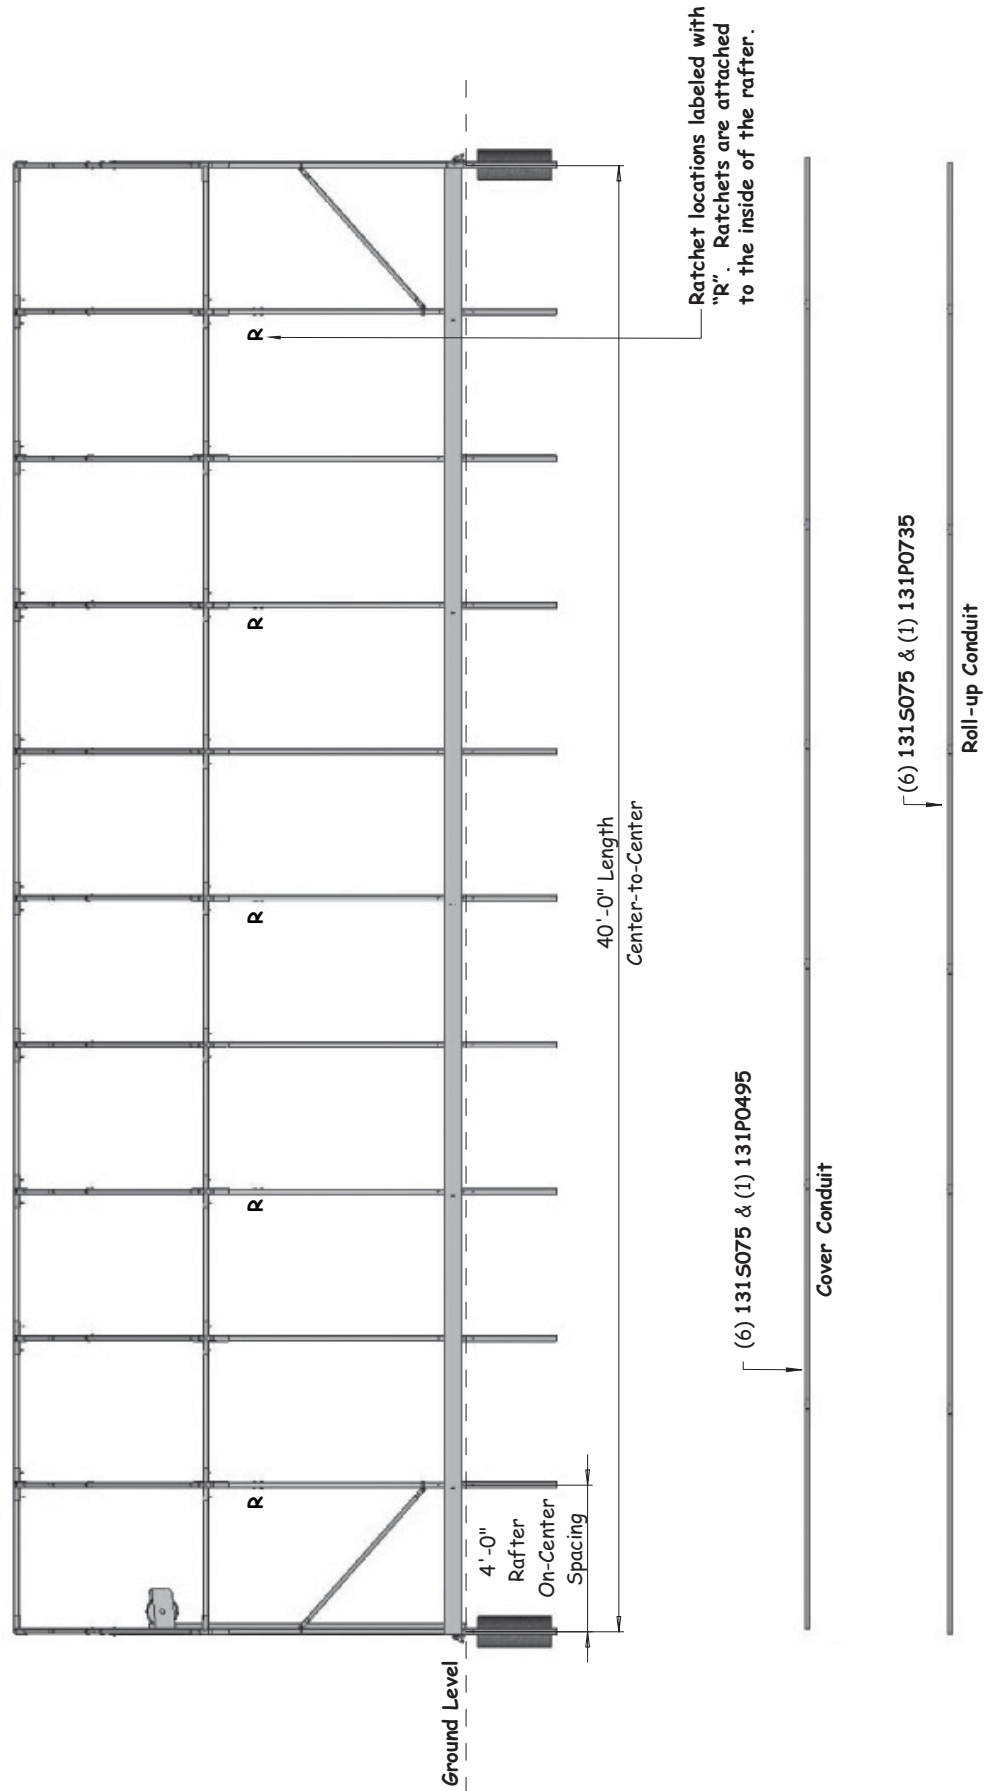 Ratchet locations labeled with
"R". Ratchets are attached
to the inside of the rafter.
R
R
R
R
R
40'-0" Length
Center-to-Center
4'-0"
Rafter
On-Center
Spacing
Ground Level
(6) 131S075 & (1) 131P0495
Cover Conduit
(6) 131S075 & (1) 131P0735
Roll-up Conduit